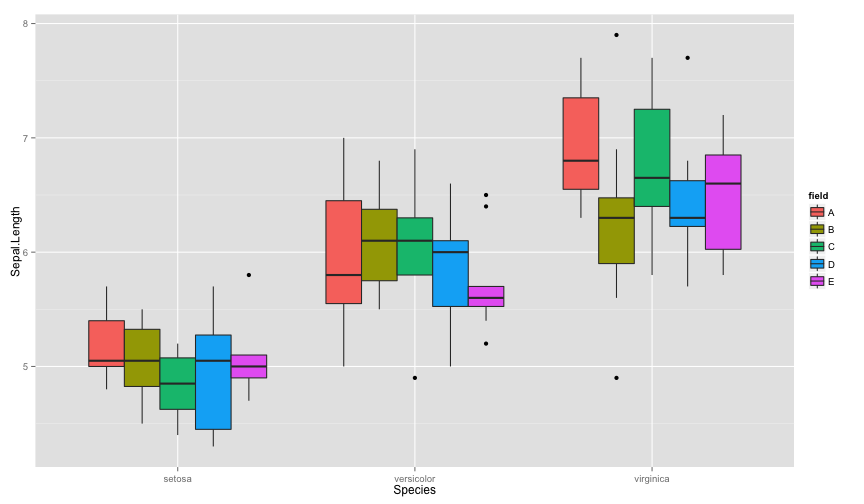 8
7
6
5
Sepal.Length
setosa
versicolor
virginica
Species
field
A
B
C
D
E